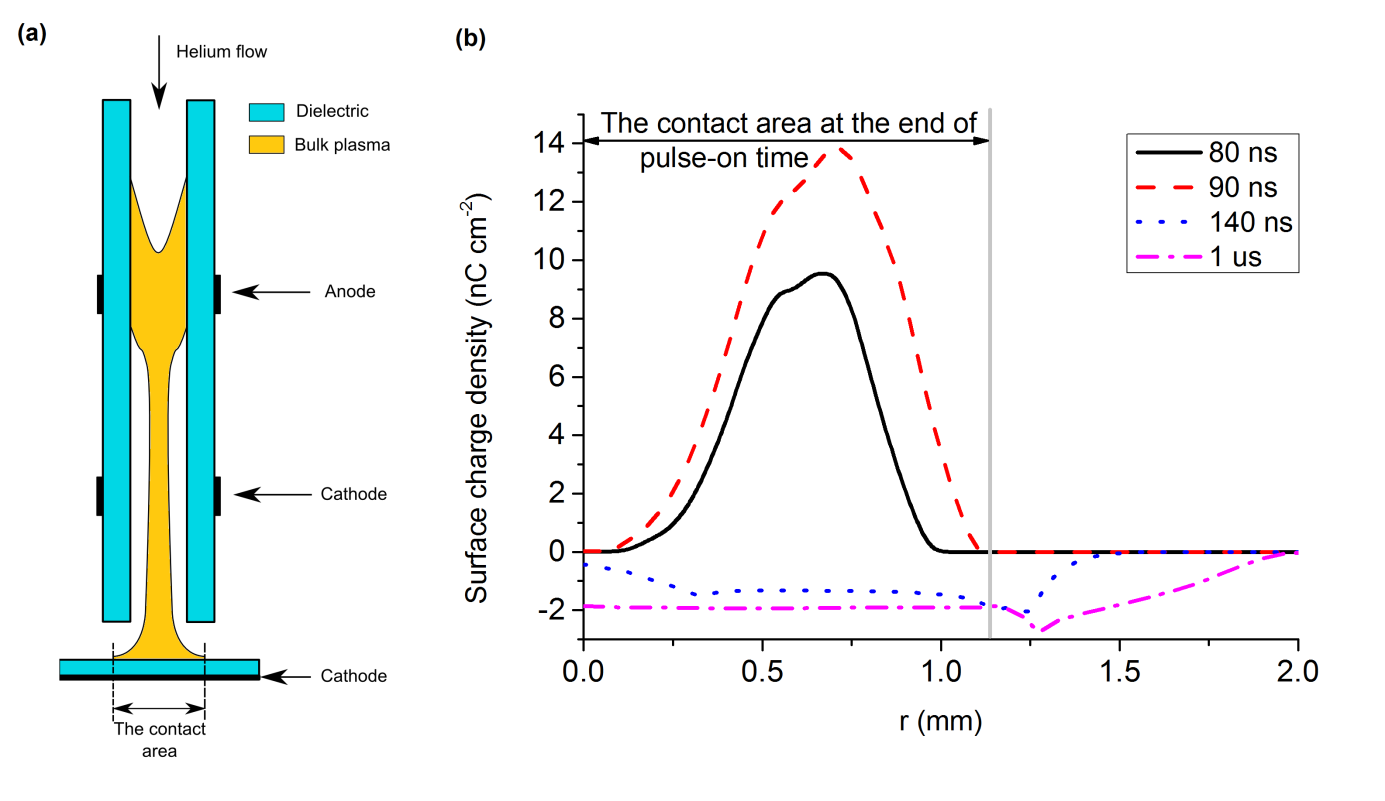 (a)
Helium flow
Dielectric
Bulk plasma
Anode
Cathode
Cathode
The contact
area
(b)
The contact area at the end of
pulse-on time
80 ns
90 ns
140 ns
1 us
Surface charge density (nC cm⁻²)
14
12
10
8
6
4
2
0
-2
0.0 0.5 1.0 1.5 2.0
r (mm)